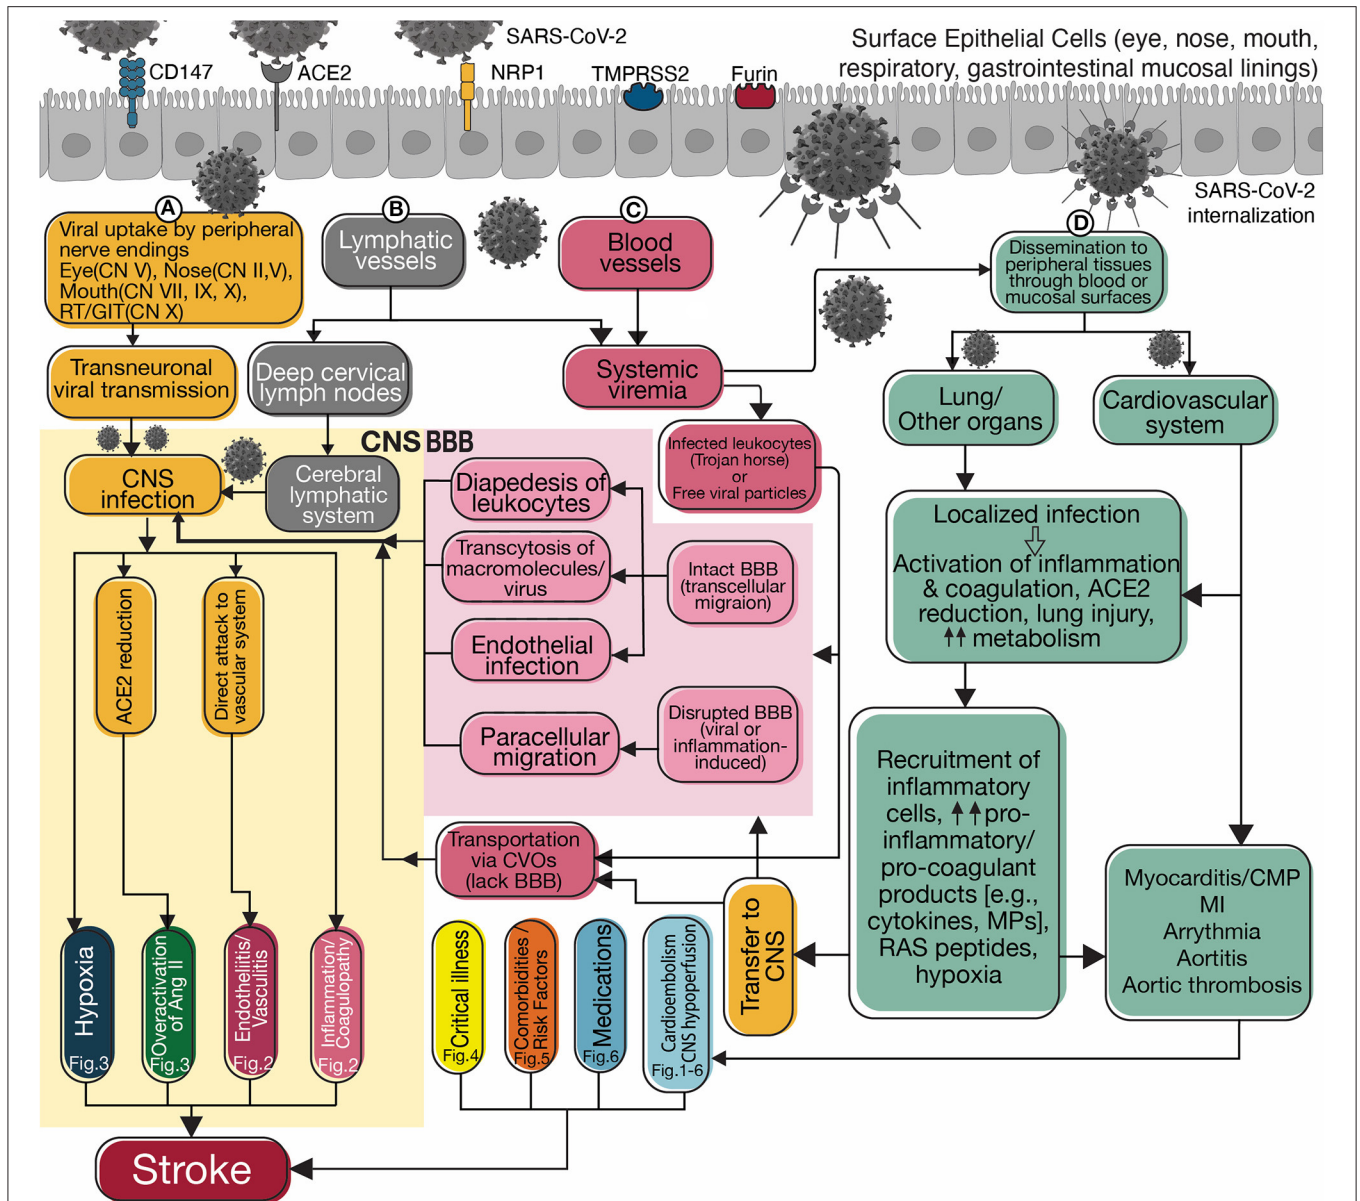 SARS-CoV-2
CD147
ACE2
NRP1
TMPRSS2
Furin
Surface Epithelial Cells (eye, nose, mouth,
respiratory, gastrointestinal mucosal linings)
SARS-CoV-2
internalization
A
Viral uptake by peripheral
nerve endings
Eye(CN V), Nose(CN II,V),
Mouth(CN VII, IX, X),
RT/GIT(CN X)
B
Lymphatic
vessels
C
Blood
vessels
D
Dissemination to
peripheral tissues
through blood or
mucosal surfaces
Transneuronal
viral transmission
Deep cervical
lymph nodes
Systemic
viremia
Lung/
Other organs
Cardiovascular
system
CNS BBB
CNS
infection
Cerebral
lymphatic
system
Diapedesis of
leukocytes
Infected leukocytes
(Trojan horse)
or
Free viral particles
Transcytosis of
macromolecules/
virus
Intact BBB
(transcellular
migraion)
Endothelial
infection
Paracellular
migration
Disrupted BBB
(viral or
inflammation-
induced)
Localized infection
Activation of inflammation
& coagulation, ACE2
reduction, lung injury,
metabolism
ACE2 reduction
Direct attack to
vascular system
Recruitment of
inflammatory
cells, pro-
inflammatory/
pro-coagulant
products [e.g.,
cytokines, MPs],
RAS peptides,
hypoxia
Transportation
via CVOs
(lack BBB)
Transfer to
CNS
Myocarditis/CMP
MI
Arrythmia
Aortitis
Aortic thrombosis
Hypoxia
Fig.3
Overactivation
of Ang II
Fig.3
Endotheliitis/
Vasculitis
Fig.2
Inflammation/
Coagulopathy
Fig.2
Critical illness
Fig.4
Comorbidities /
Risk Factors
Fig.5
Medications
Fig.6
Cardioembolism
CNS hypoperfusion
Fig.1-6
Stroke